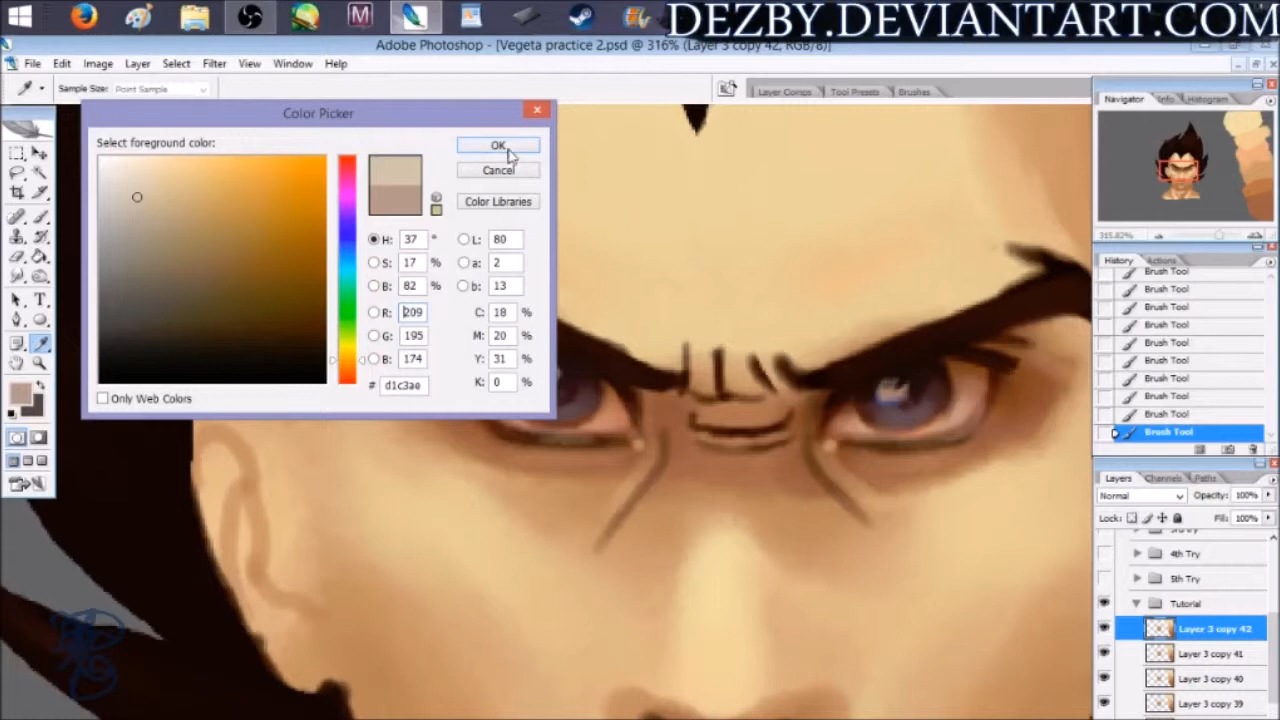 DEZBY.DEVIANTART.COM
Adobe Photoshop - [Vegeta practice 2.psd @ 316% (Layer 3 copy 42, RGB/8)]
File Edit Image Layer Select Filter View Window Help
Sample Size: Point Sample
Layer Comps Tool Presets Brushes
Color Picker
Select foreground color:
OK
Cancel
Color Libraries
H: 37 °
S: 17 %
B: 82 %
R: 209
G: 195
B: 174
# d1c3ae
L: 80
a: 2
b: 13
C: 18 %
M: 20 %
Y: 31 %
K: 0 %
Only Web Colors
Navigator Info Histogram
315.82%
History Actions
Brush Tool
Brush Tool
Brush Tool
Brush Tool
Brush Tool
Brush Tool
Brush Tool
Brush Tool
Brush Tool
Brush Tool
Layers Channels Paths
Normal Opacity: 100%
Lock: Fill: 100%
4th Try
5th Try
Tutorial
Layer 3 copy 42
Layer 3 copy 41
Layer 3 copy 40
Layer 3 copy 39